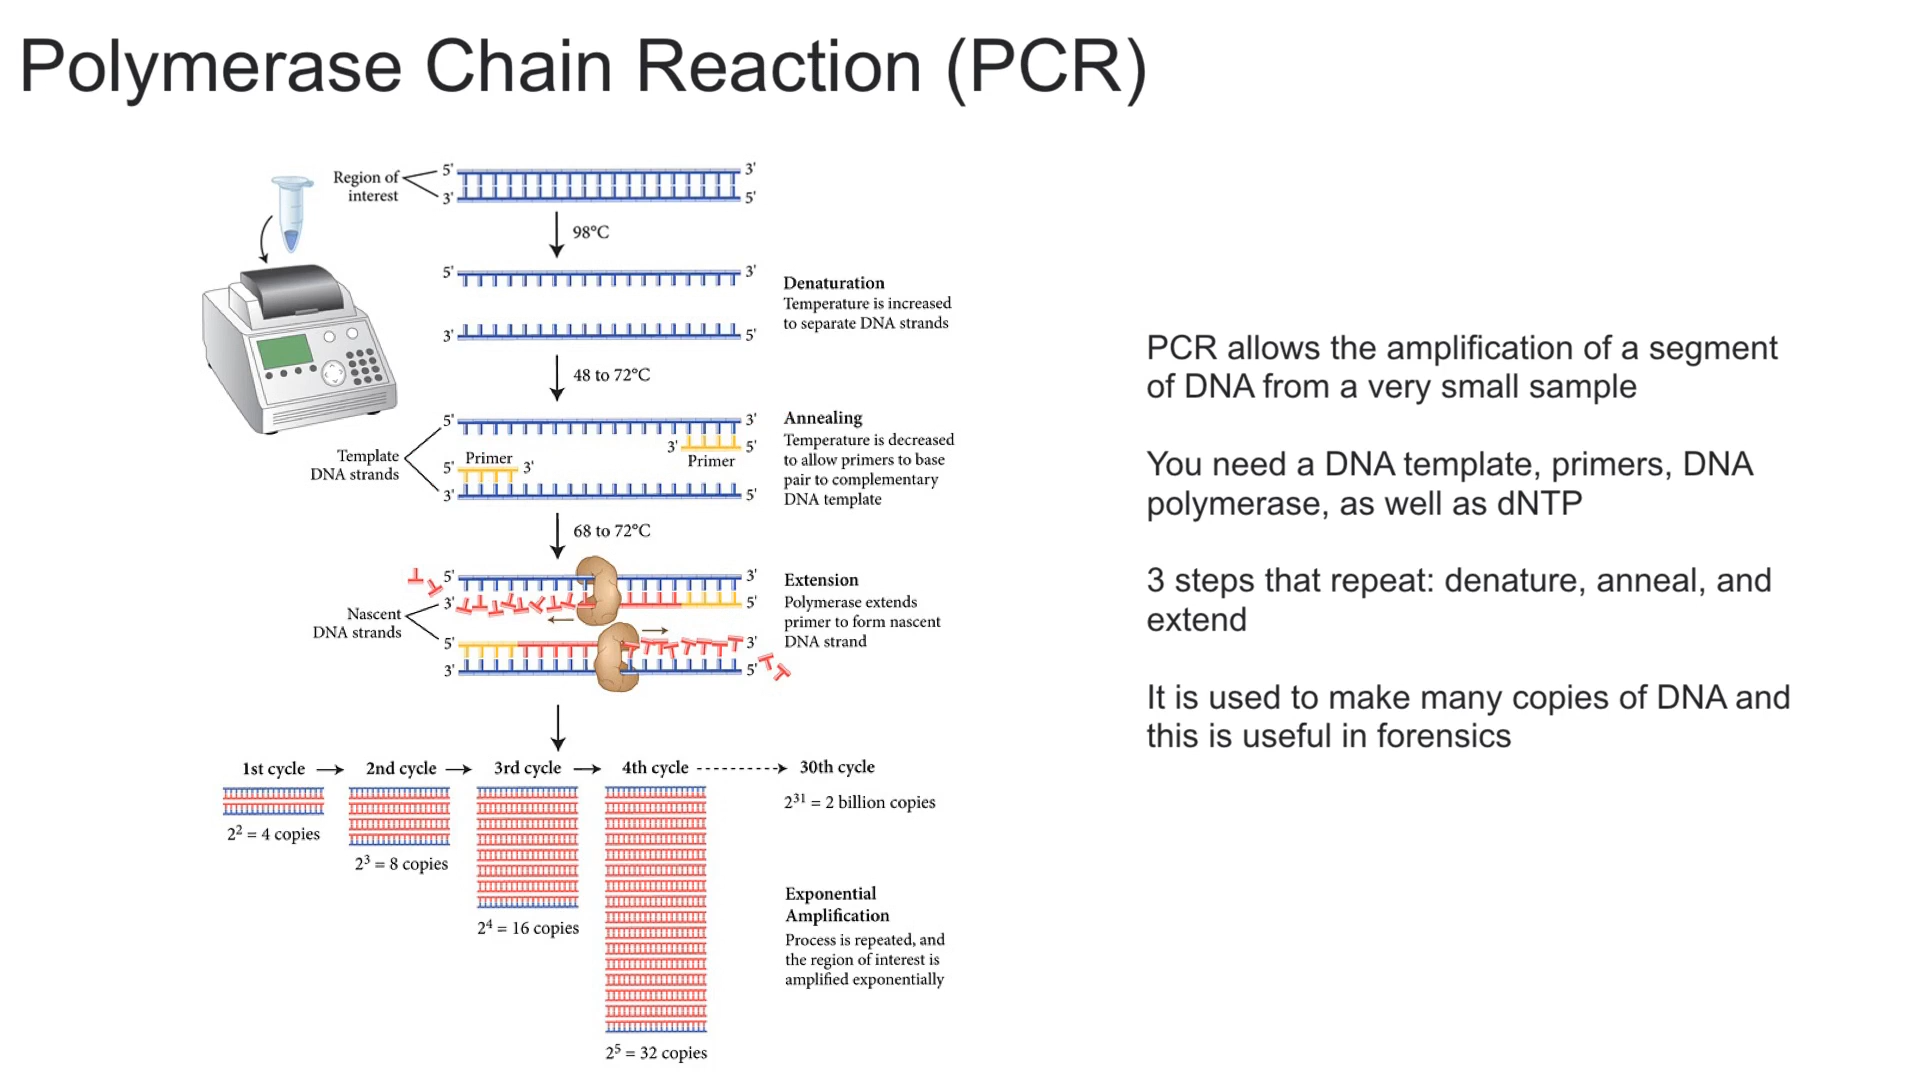 Polymerase Chain Reaction (PCR)
Region of
interest
5'
3'
3'
5'
98°C
5'
3'
3'
5'
Denaturation
Temperature is increased
to separate DNA strands
48 to 72°C
Annealing
Temperature is decreased
to allow primers to base
pair to complementary
DNA template
Template
DNA strands
5'
3'
3'
5'
Primer
5'
Primer
3'
3'
5'
68 to 72°C
Extension
Polymerase extends
primer to form nascent
DNA strand
Nascent
DNA strands
5'
3'
3'
5'
5'
3'
3'
5'
1st cycle
2nd cycle
3rd cycle
4th cycle
30th cycle
2² = 4 copies
2³ = 8 copies
2⁴ = 16 copies
2⁵ = 32 copies
2³¹ = 2 billion copies
Exponential
Amplification
Process is repeated, and
the region of interest is
amplified exponentially
PCR allows the amplification of a segment
of DNA from a very small sample
You need a DNA template, primers, DNA
polymerase, as well as dNTP
3 steps that repeat: denature, anneal, and
extend
It is used to make many copies of DNA and
this is useful in forensics